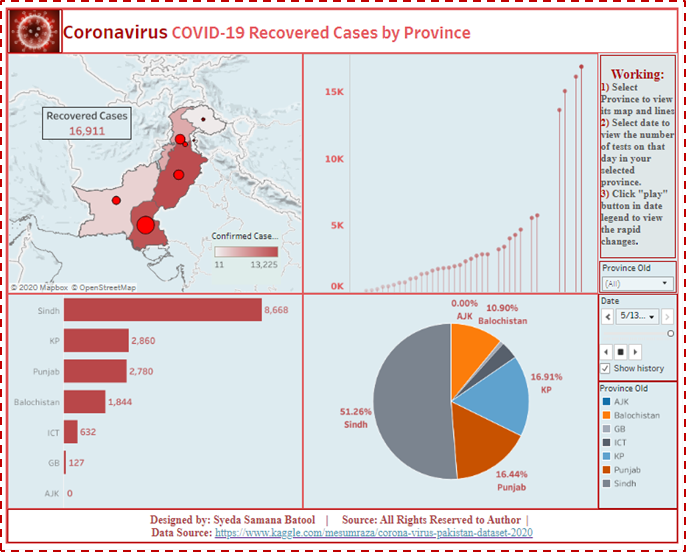 Coronavirus COVID-19 Recovered Cases by Province
Recovered Cases
16,911
Confirmed Case...
11 13,225
© 2020 Mapbox © OpenStreetMap
15K
10K
5K
0K
Working:
1) Select
Province to view
its map and lines
2) Select date to
view the number
of tests on that
day in your
selected
province.
3) Click "play"
button in date
legend to view
the rapid
changes.
Province Old
(All)
Date
5/13...
Show history
Province Old
AJK
Balochistan
GB
ICT
KP
Punjab
Sindh
Sindh 8,668
KP 2,860
Punjab 2,780
Balochistan 1,844
ICT 632
GB 127
AJK 0
0.00%
AJK
10.90%
Balochistan
16.91%
KP
16.44%
Punjab
51.26%
Sindh
Designed by: Syeda Samana Batool | Source: All Rights Reserved to Author |
Data Source: https://www.kaggle.com/mesumraza/corona-virus-pakistan-dataset-2020